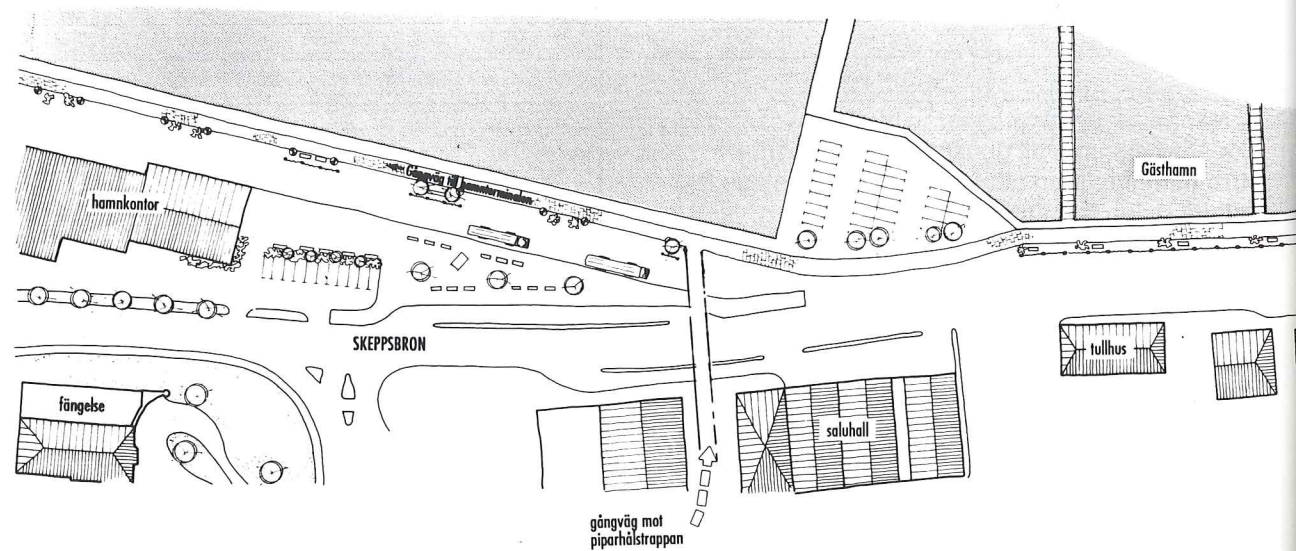 Gästhamn
Gångväg till hamnterminalen
hamnkontor
SKEPPSBRON
tullhus
fängelse
saluhall
gångväg mot
piparhålstrappan